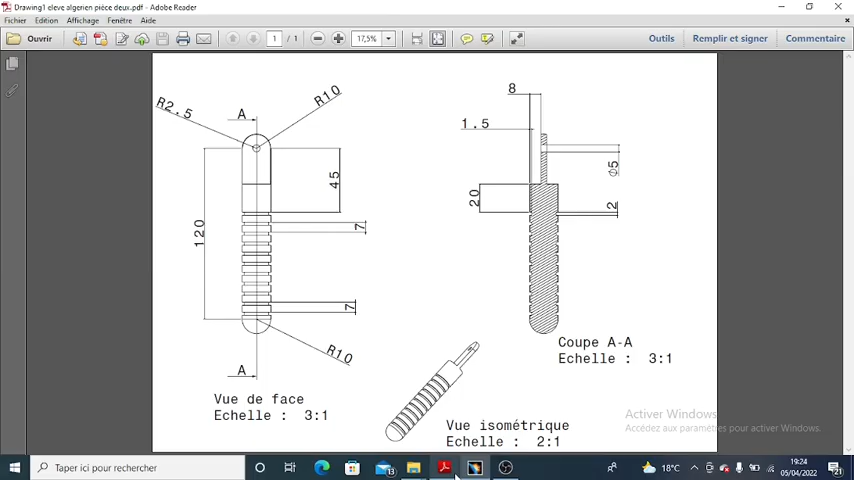 Drawing1 eleve algerien pièce deux.pdf - Adobe Reader
Fichier Edition Affichage Fenêtre Aide
Ouvrir 1 / 1 17,5% Outils Remplir et signer Commentaire
R2.5
A
R10
45
120
7
7
R10
A
Vue de face
Echelle : 3:1
8
1.5
Ø5
20
2
Coupe A-A
Echelle : 3:1
Vue isométrique
Echelle : 2:1
Activer Windows
Accédez aux paramètres pour activer Windows.
Taper ici pour rechercher
13
18°C
19:24
05/04/2022
21